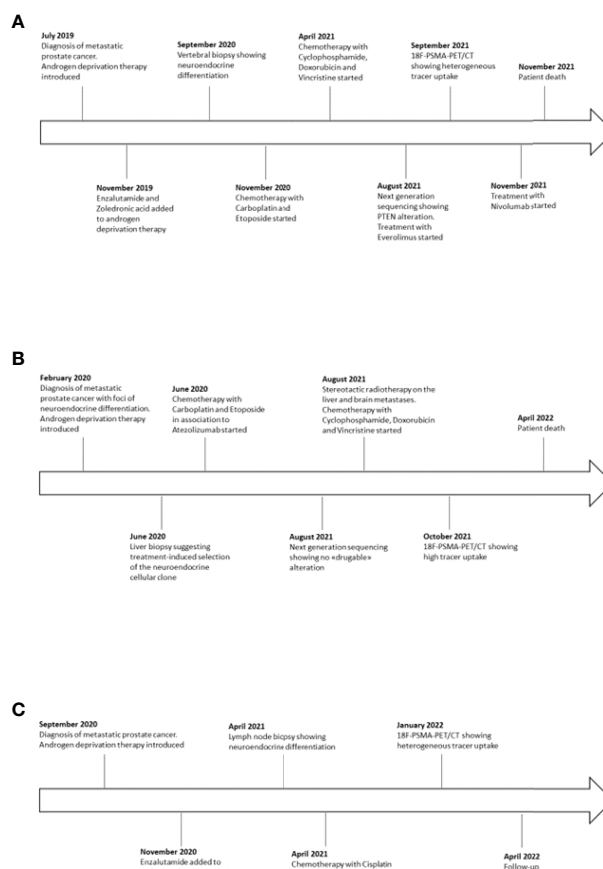 A
July 2019
Diagnosis of metastatic
prostate cancer.
Androgen deprivation therapy
introduced
September 2020
Vertebral biopsy showing
neuroendocrine
differentiation
April 2021
Chemotherapy with
Cyclophosphamide,
Doxorubicin and
Vincristine started
September 2021
18F-PSMA-PET/CT
showing heterogeneous
tracer uptake
November 2021
Patient death
November 2019
Enzalutamide and
Zoledronic acid added
to androgen
deprivation therapy
November 2020
Chemotherapy with
Carboplatin and
Etoposide started
August 2021
Next generation
sequencing showing
PTEN alteration.
Treatment with
Everolimus started
November 2021
Treatment with
Nivolumab started
B
February 2020
Diagnosis of metastatic
prostate cancer with foci of
neuroendocrine differentiation.
Androgen deprivation therapy
introduced
June 2020
Chemotherapy with
Carboplatin and Etoposide
in association to
Atezolizumab started
August 2021
Stereotactic radiotherapy on the
liver and brain metastases.
Chemotherapy with
Cyclophosphamide, Doxorubicin
and Vincristine started
April 2022
Patient death
June 2020
Liver biopsy suggesting
treatment-induced selection
of the neuroendocrine
cellular clone
August 2021
Next generation sequencing
showing no «drugable»
alteration
October 2021
18F-PSMA-PET/CT showing
high tracer uptake
C
September 2020
Diagnosis of metastatic prostate cancer.
Androgen deprivation therapy introduced
April 2021
Lymph node biopsy showing
neuroendocrine differentiation
January 2022
18F-PSMA-PET/CT showing
heterogeneous tracer uptake
November 2020
Enzalutamide added to
April 2021
Chemotherapy with Cisplatin
April 2022
Follow-up